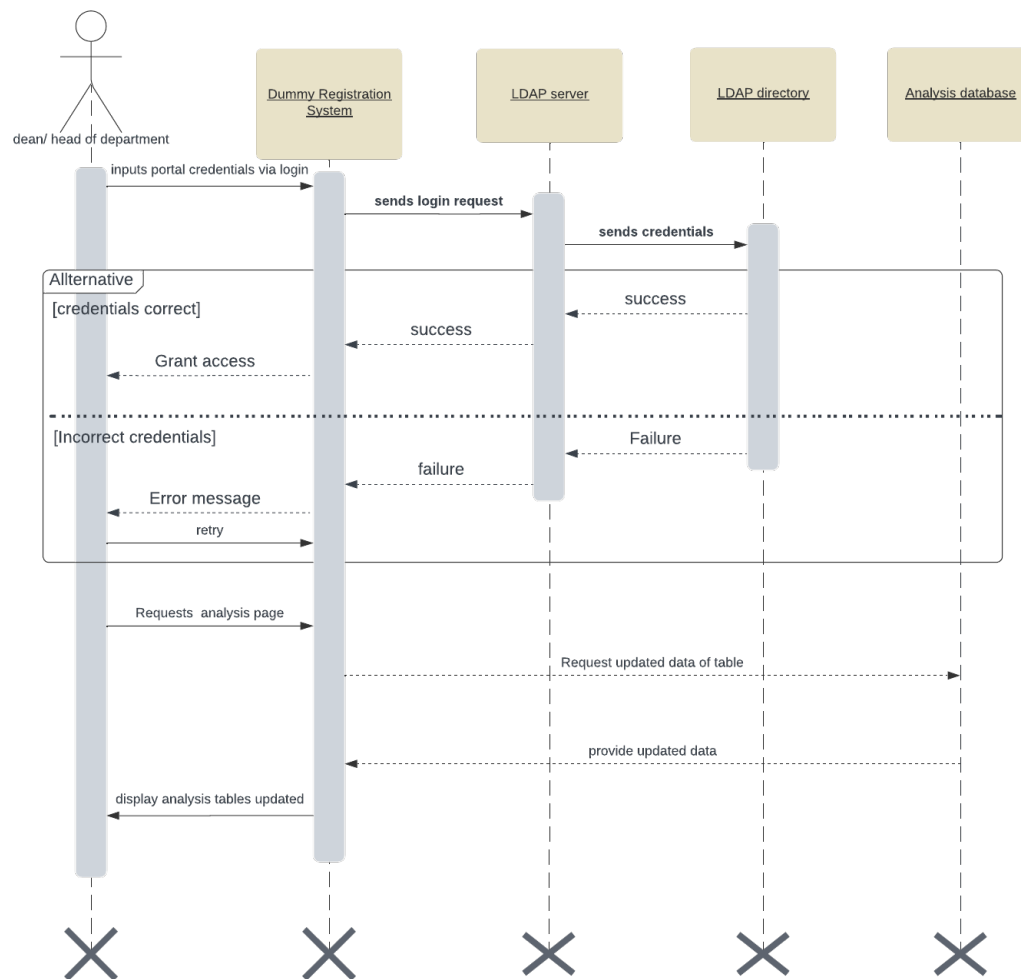 dean/ head of department
Dummy Registration
System
LDAP server
LDAP directory
Analysis database
inputs portal credentials via login
sends login request
sends credentials
Allternative
[credentials correct]
success
success
Grant access
[Incorrect credentials]
Failure
failure
Error message
retry
Requests analysis page
Request updated data of table
provide updated data
display analysis tables updated